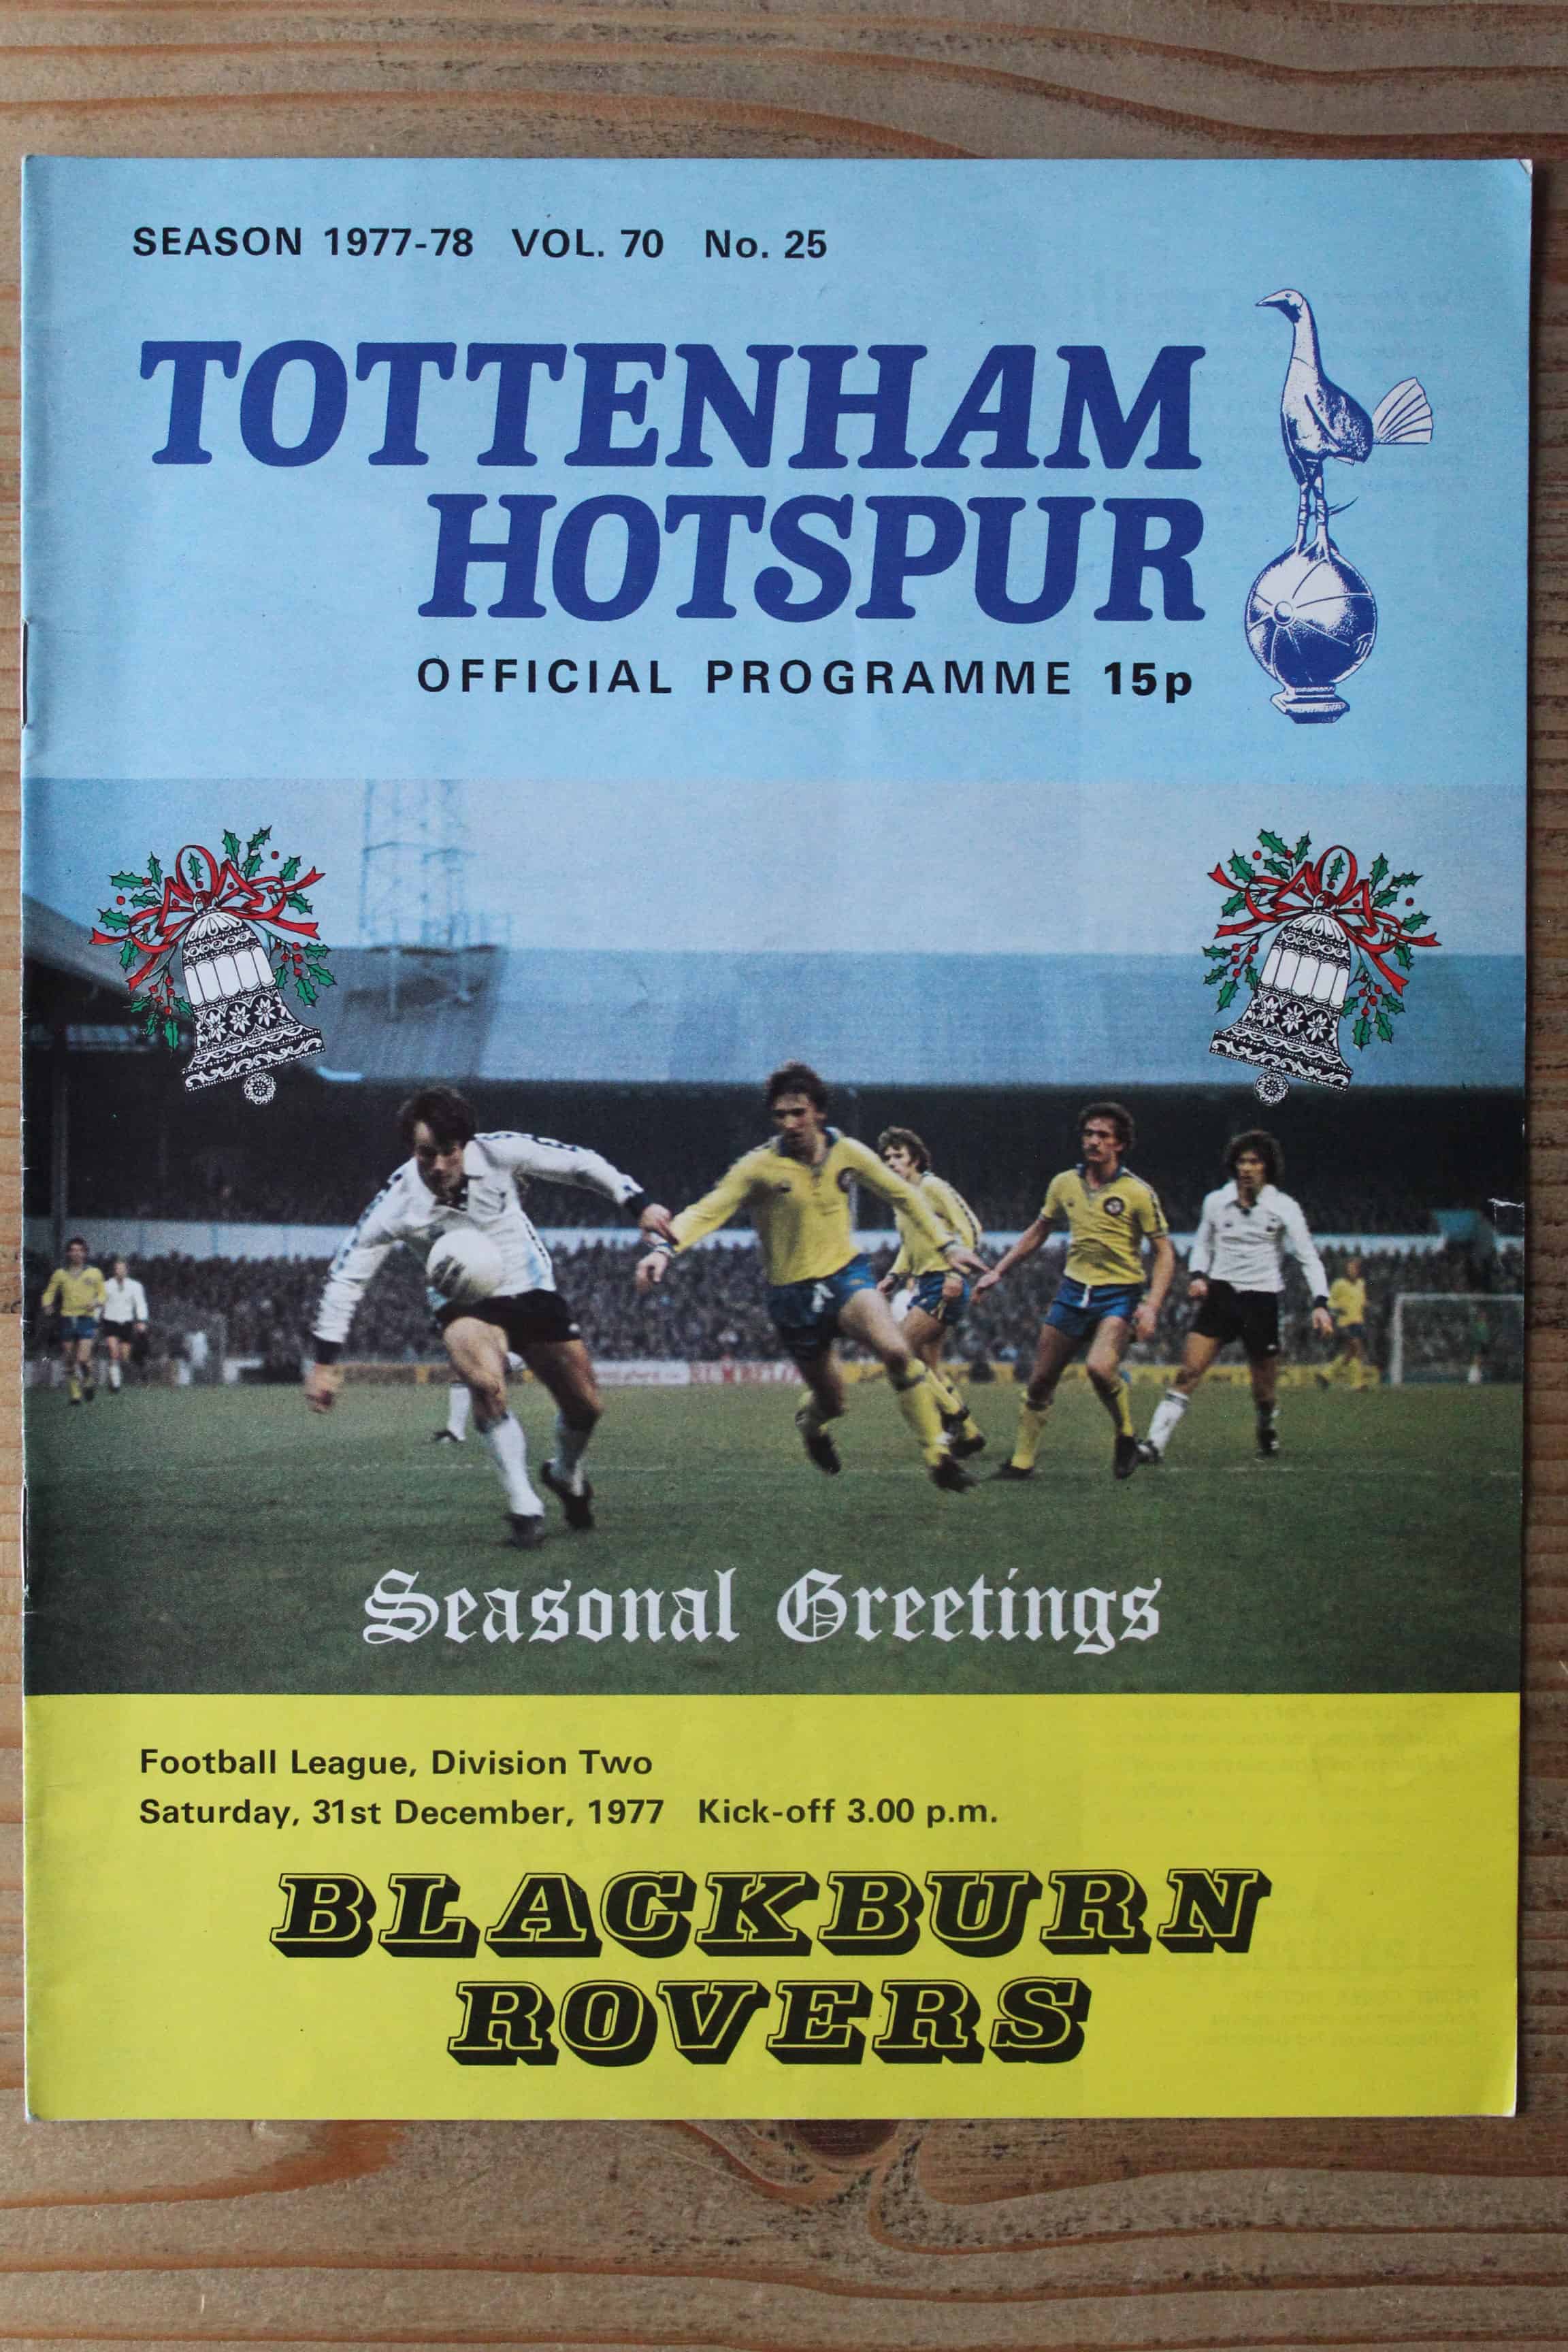 SEASON 1977-78 VOL. 70 No. 25
TOTTENHAM
HOTSPUR
OFFICIAL PROGRAMME 15p
Seasonal Greetings
Football League, Division Two
Saturday, 31st December, 1977 Kick-off 3.00 p.m.
BLACKBURN
ROVERS